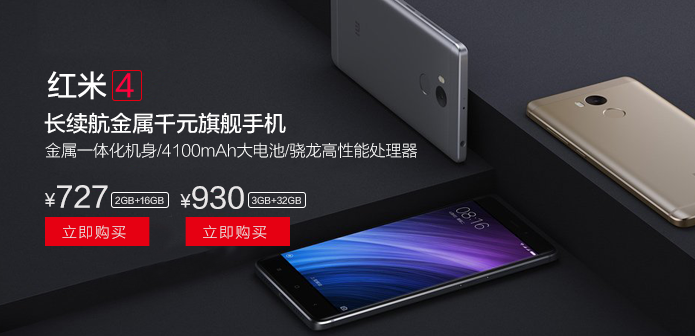 红米4
长续航金属千元旗舰手机
金属一体化机身/4100mAh大电池/骁龙高性能处理器
¥727 2GB+16GB ¥930 3GB+32GB
立即购买 立即购买
08:16